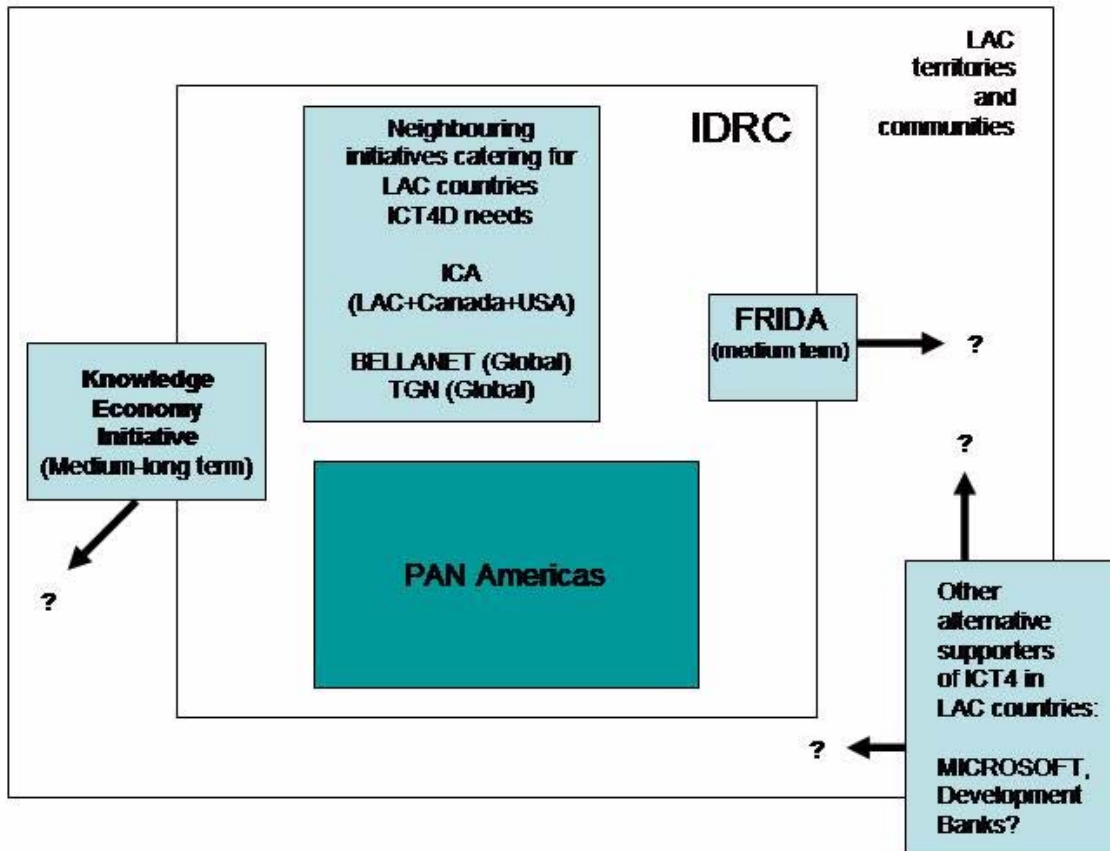 LAC
territories
and
communities
IDRC
Neighbouring
initiatives catering for
LAC countries
ICT4D needs
ICA
(LAC+Canada+USA)
BELLANET (Global)
TGN (Global)
FRIDA
(medium term)
?
Knowledge
Economy
Initiative
(Medium-long term)
?
PAN Americas
?
Other
alternative
supporters
of ICT4 in
LAC countries:
MICROSOFT,
Development
Banks?
?